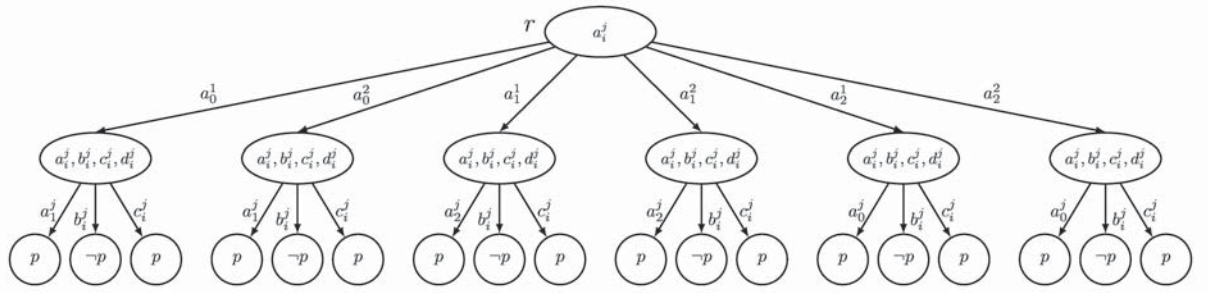 r $a_i^j$
$a_0^1$ $a_0^2$ $a_1^1$ $a_1^2$ $a_2^1$ $a_2^2$
$a_i^j, b_i^j, c_i^j, d_i^j$ $a_i^j, b_i^j, c_i^j, d_i^j$ $a_i^j, b_i^j, c_i^j, d_i^j$ $a_i^j, b_i^j, c_i^j, d_i^j$ $a_i^j, b_i^j, c_i^j, d_i^j$ $a_i^j, b_i^j, c_i^j, d_i^j$
$a_1^j$ $b_i^j$ $c_i^j$ $a_1^j$ $b_i^j$ $c_i^j$ $a_2^j$ $b_i^j$ $c_i^j$ $a_2^j$ $b_i^j$ $c_i^j$ $a_0^j$ $b_i^j$ $c_i^j$ $a_0^j$ $b_i^j$ $c_i^j$
p ¬p p p ¬p p p ¬p p p ¬p p p ¬p p p ¬p p